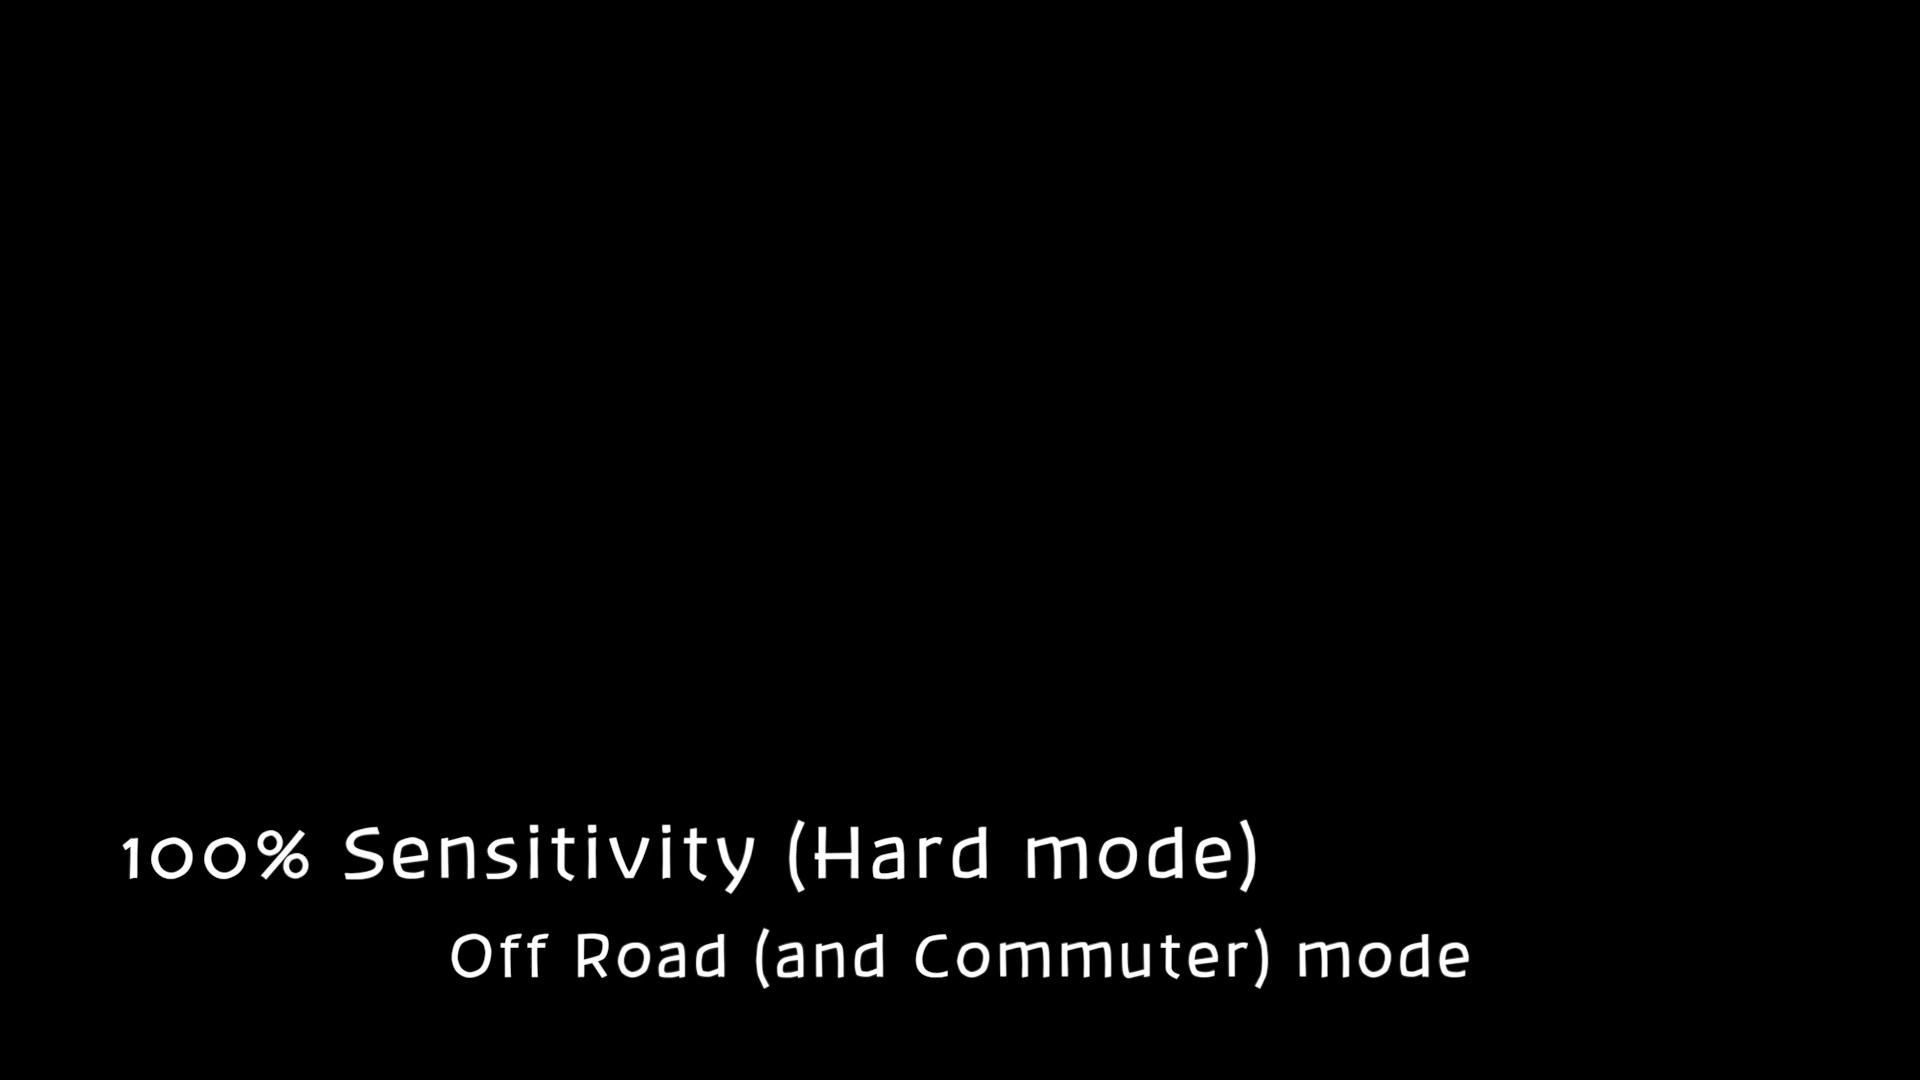 100% Sensitivity (Hard mode)
Off Road (and Commuter) mode